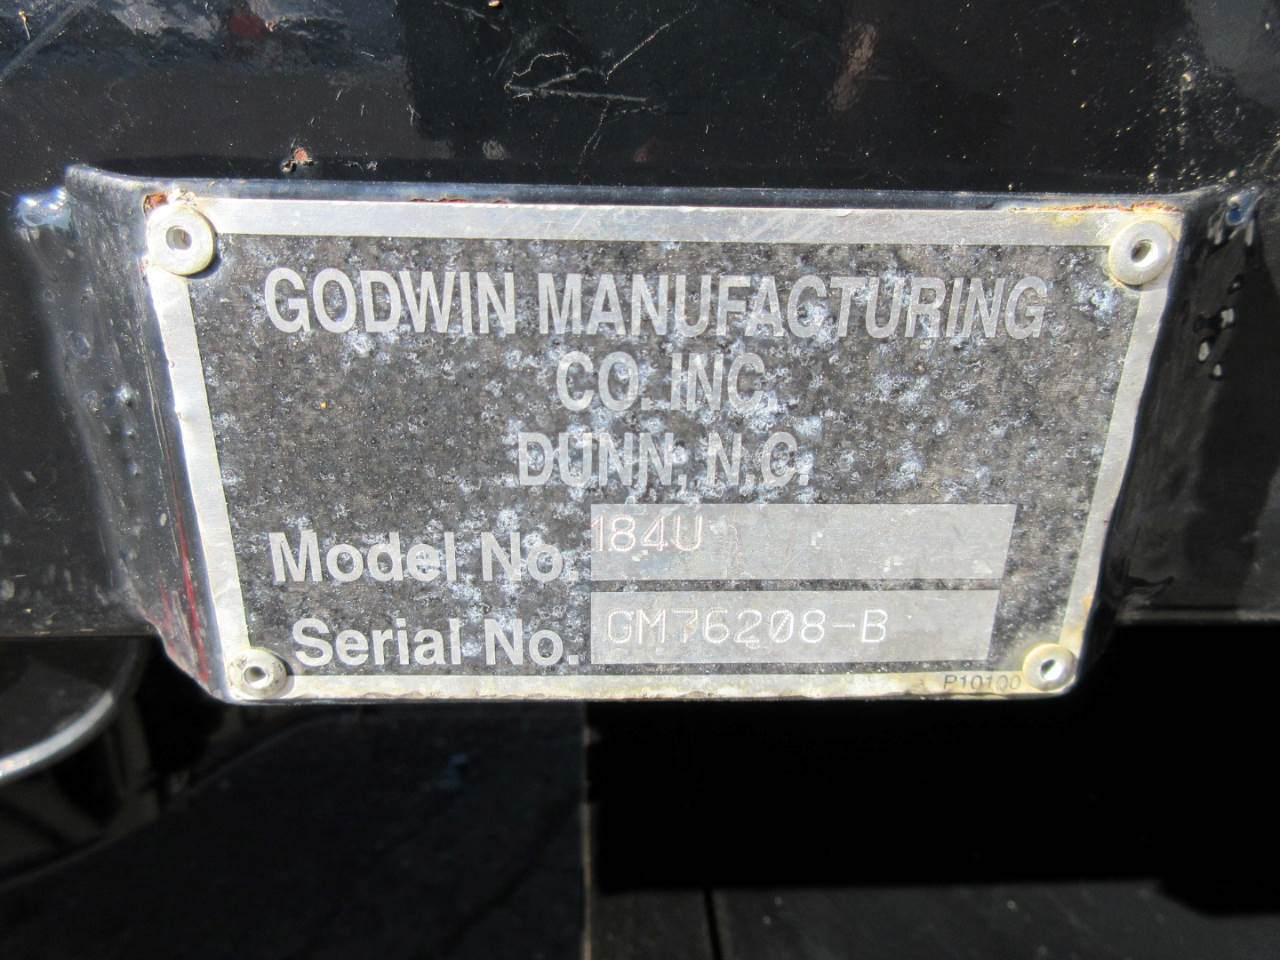 GODWIN MANUFACTURING
CO. INC.
DUNN, N.C.
Model No. 184U
Serial No. GM76208-B
P10100